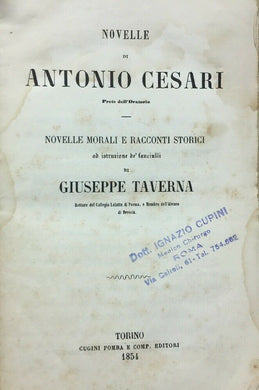 NOVELLE
DI
ANTONIO CESARI
Prete dell'Oratorio
NOVELLE MORALI E RACCONTI STORICI
ad istruzione de' fanciulli
DI
GIUSEPPE TAVERNA
Rettore del Collegio Lalatta di Parma, e Membro dell'Ateneo
di Brescia.
Dott. IGNAZIO CUPINI
Medico Chirurgo
ROMA
Via Cairoli, 61 - Tel. 734.662
TORINO
CUGINI POMBA E COMP. EDITORI
1854